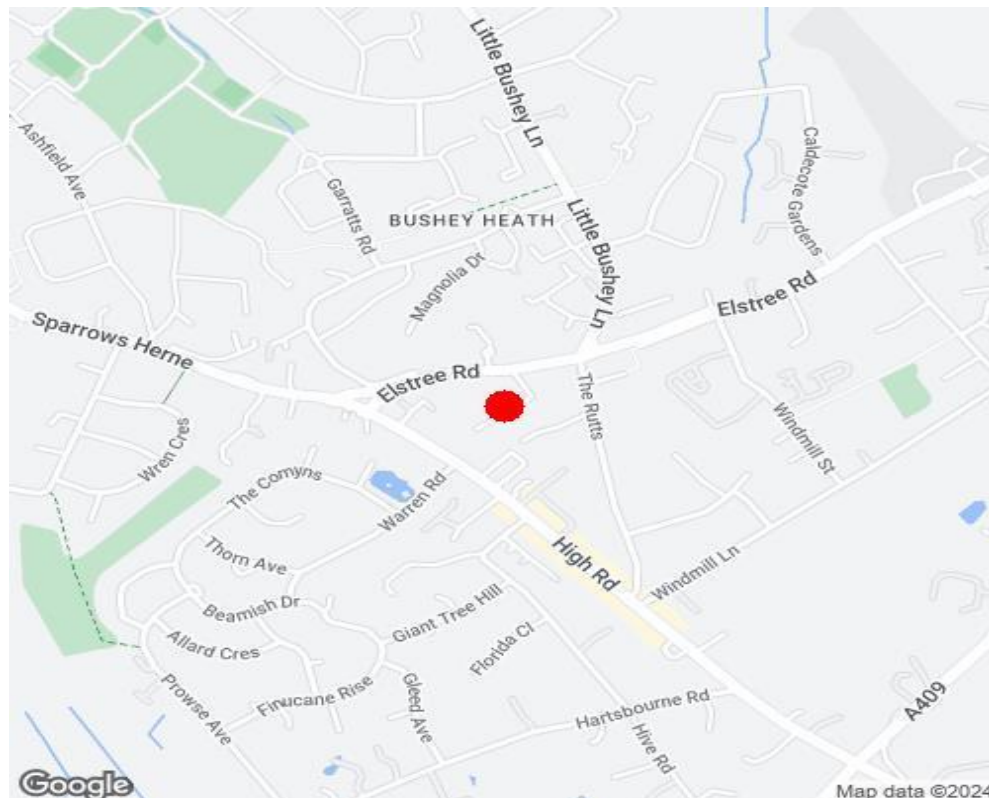 Little Bushey Ln
Ashfield Ave
Garratts Rd
BUSHEY HEATH
Little Bushey Ln
Caldecote Gardens
Magnolia Dr
Elstree Rd
Sparrows Herne
Elstree Rd
The Rutts
Windmill St
Wren Cres
The Comyns
Warren Rd
Thorn Ave
High Rd
Windmill Ln
Beamish Dr
Giant Tree Hill
Allard Cres
Florida Cl
Prowse Ave
Finucane Rise
Gleed Ave
Hartsbourne Rd
Hive Rd
A409
Google
Map data ©2024